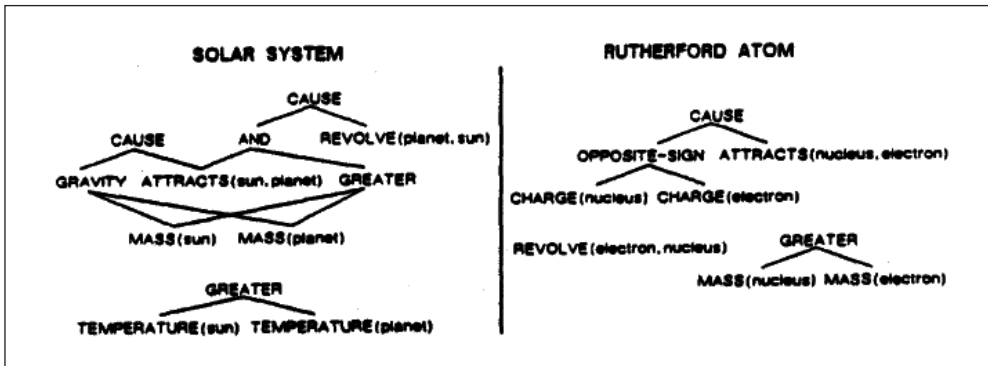 SOLAR SYSTEM
CAUSE
CAUSE AND REVOLVE(planet, sun)
GRAVITY ATTRACTS(sun, planet) GREATER
MASS(sun) MASS(planet)
GREATER
TEMPERATURE(sun) TEMPERATURE(planet)
RUTHERFORD ATOM
CAUSE
OPPOSITE-SIGN ATTRACTS(nucleus, electron)
CHARGE(nucleus) CHARGE(electron)
REVOLVE(electron, nucleus) GREATER
MASS(nucleus) MASS(electron)